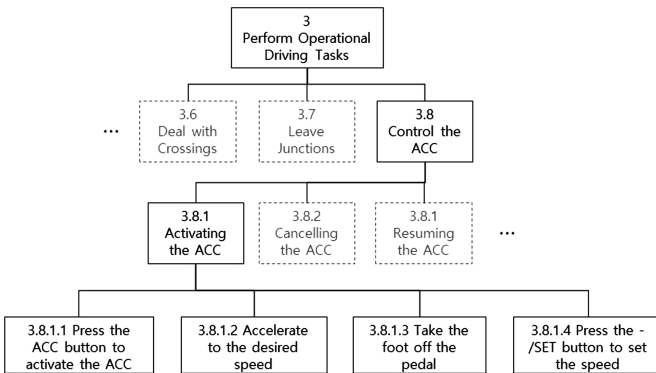 3
Perform Operational
Driving Tasks
...
3.6
Deal with
Crossings
3.7
Leave
Junctions
3.8
Control the
ACC
3.8.1
Activating
the ACC
3.8.2
Cancelling
the ACC
3.8.1
Resuming
the ACC
...
3.8.1.1 Press the
ACC button to
activate the ACC
3.8.1.2 Accelerate
to the desired
speed
3.8.1.3 Take the
foot off the
pedal
3.8.1.4 Press the -
/SET button to set
the speed